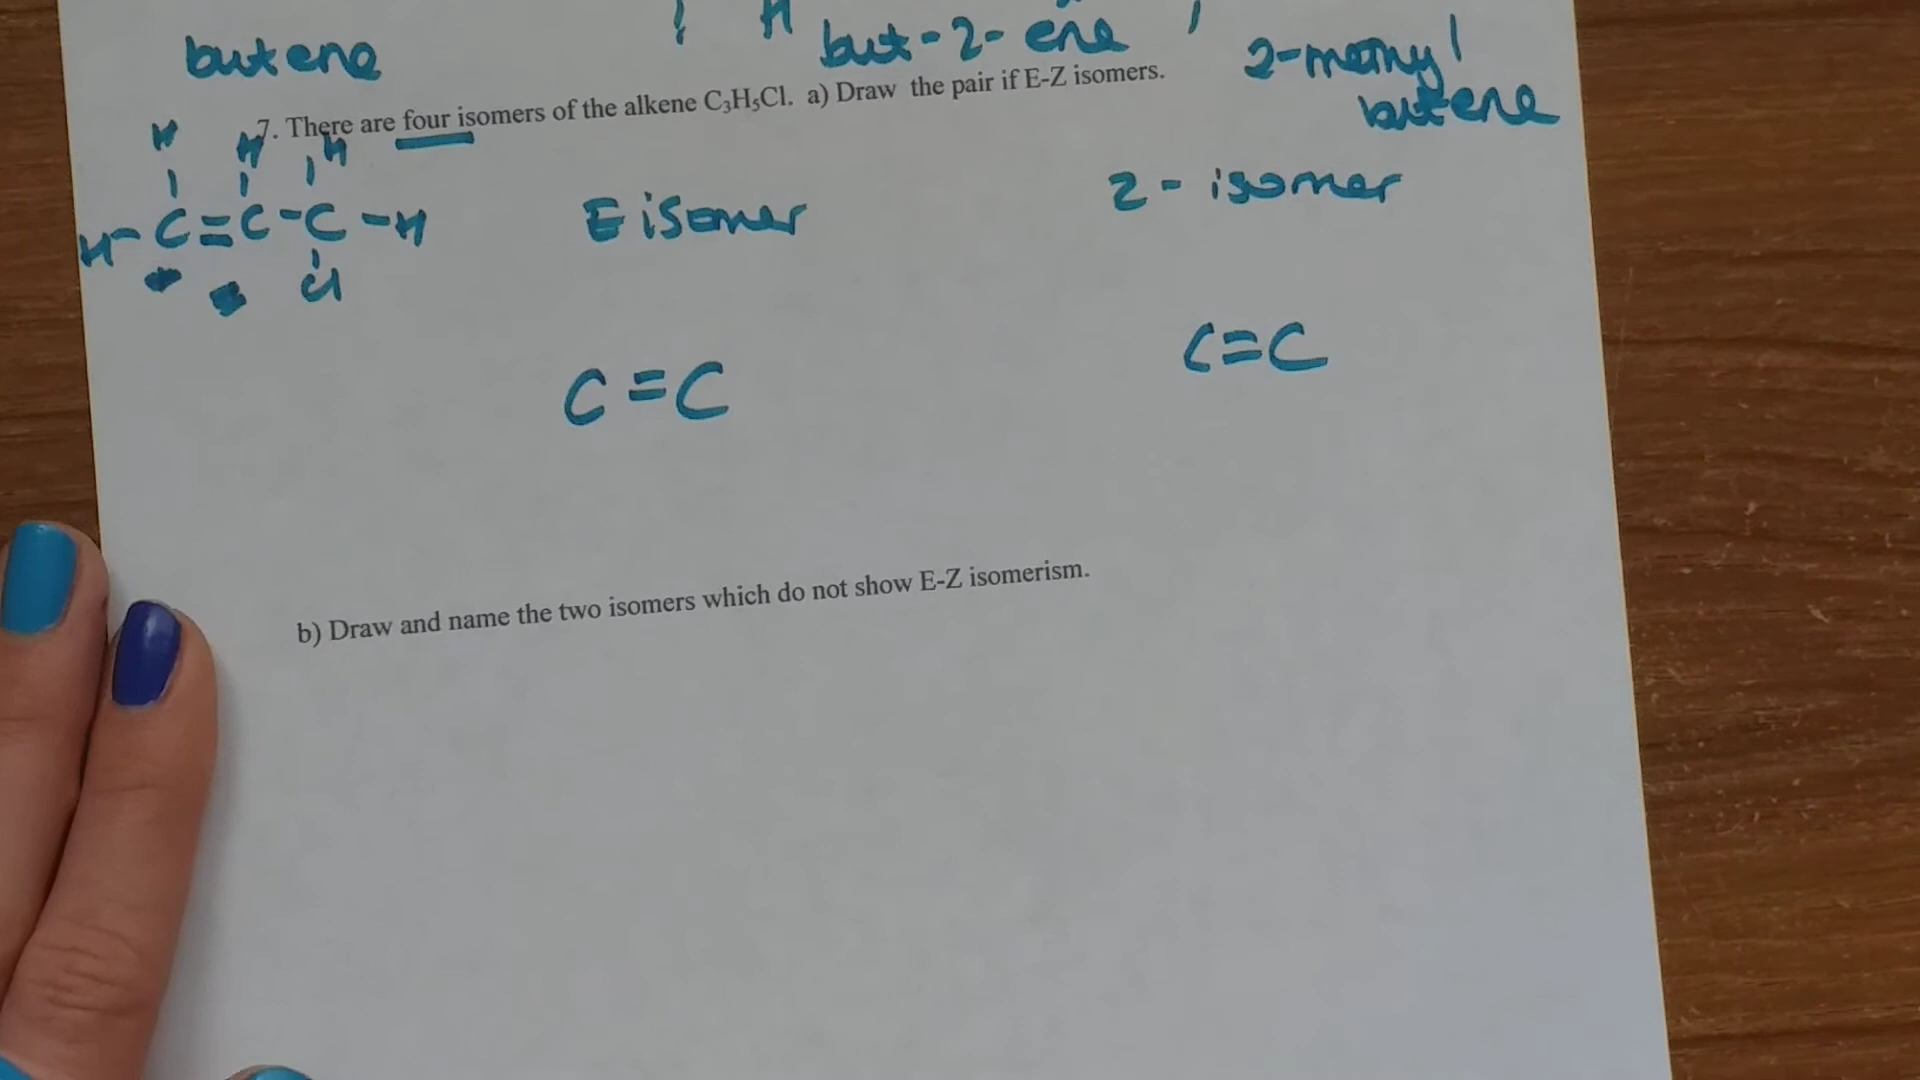 butene
but-2-ene
2-methyl
butene
7. There are four isomers of the alkene C₃H₅Cl. a) Draw the pair if E-Z isomers.
H H H
H-C=C-C-H
Cl
E isomer
Z - isomer
C=C
C=C
b) Draw and name the two isomers which do not show E-Z isomerism.